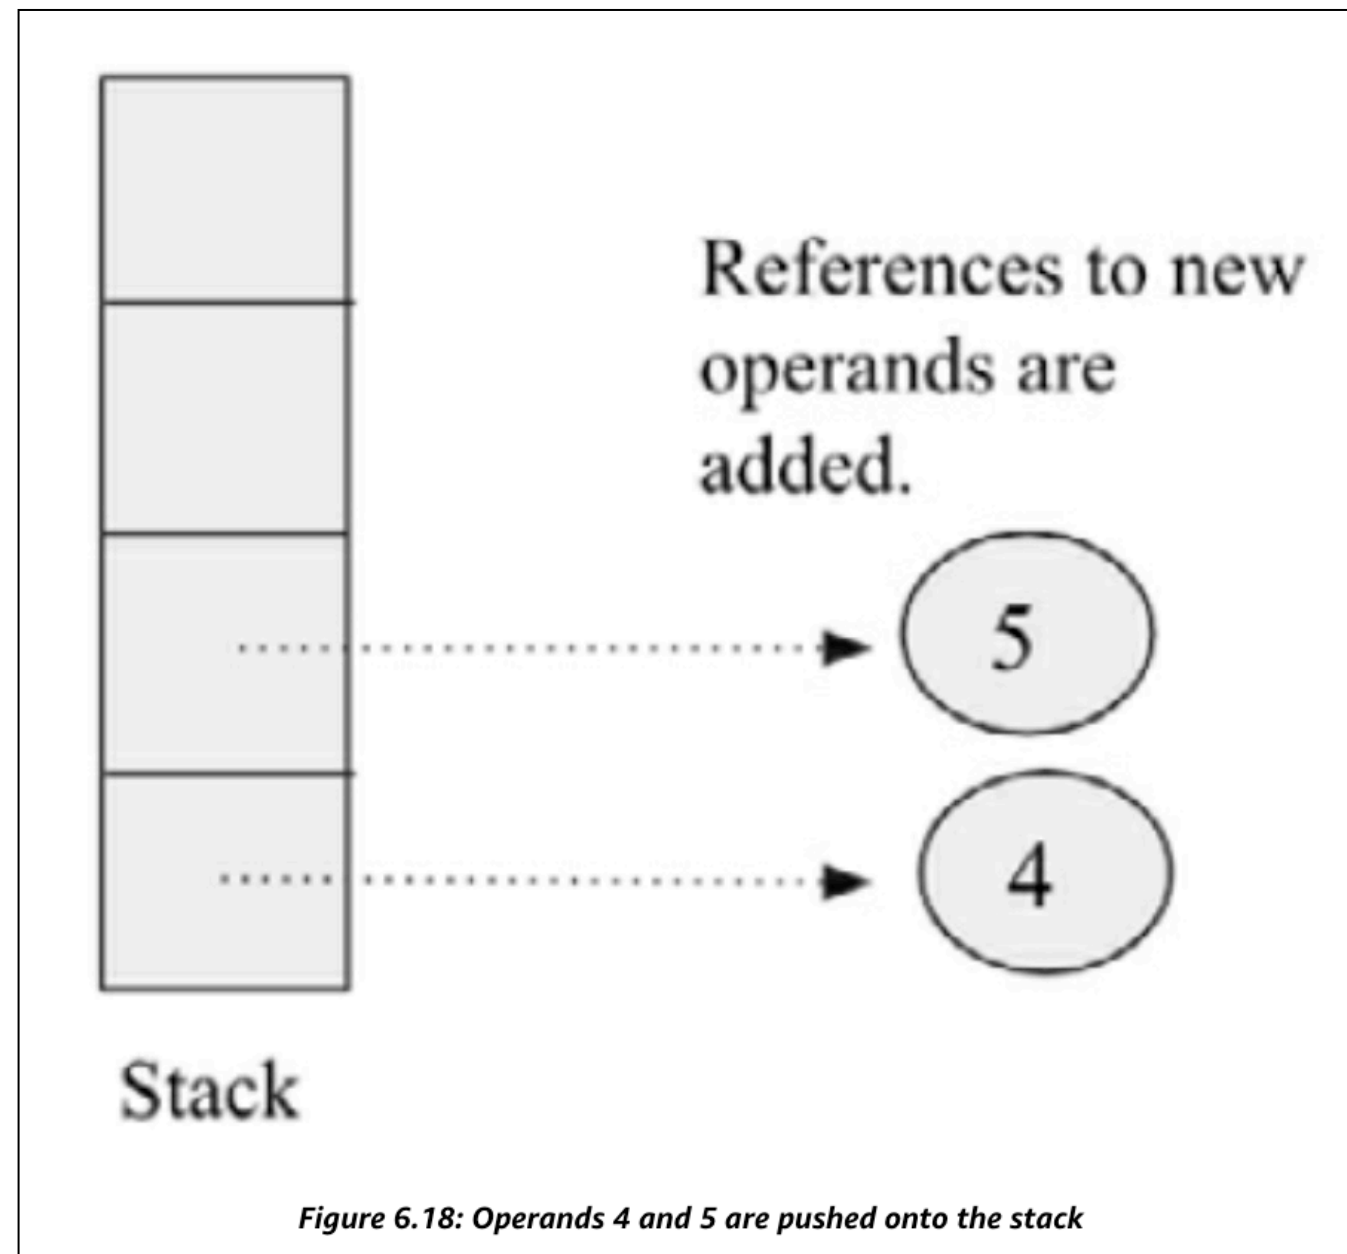 References to new
operands are
added.
5
4
Stack
Figure 6.18: Operands 4 and 5 are pushed onto the stack